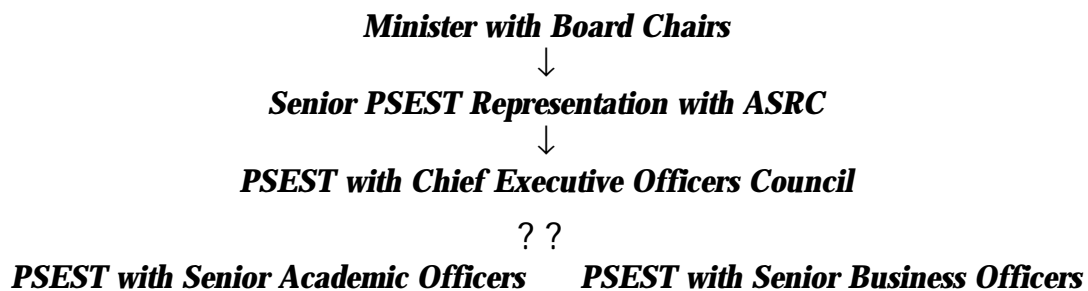 Minister with Board Chairs
↓
Senior PSEST Representation with ASRC
↓
PSEST with Chief Executive Officers Council
? ?
PSEST with Senior Academic Officers PSEST with Senior Business Officers